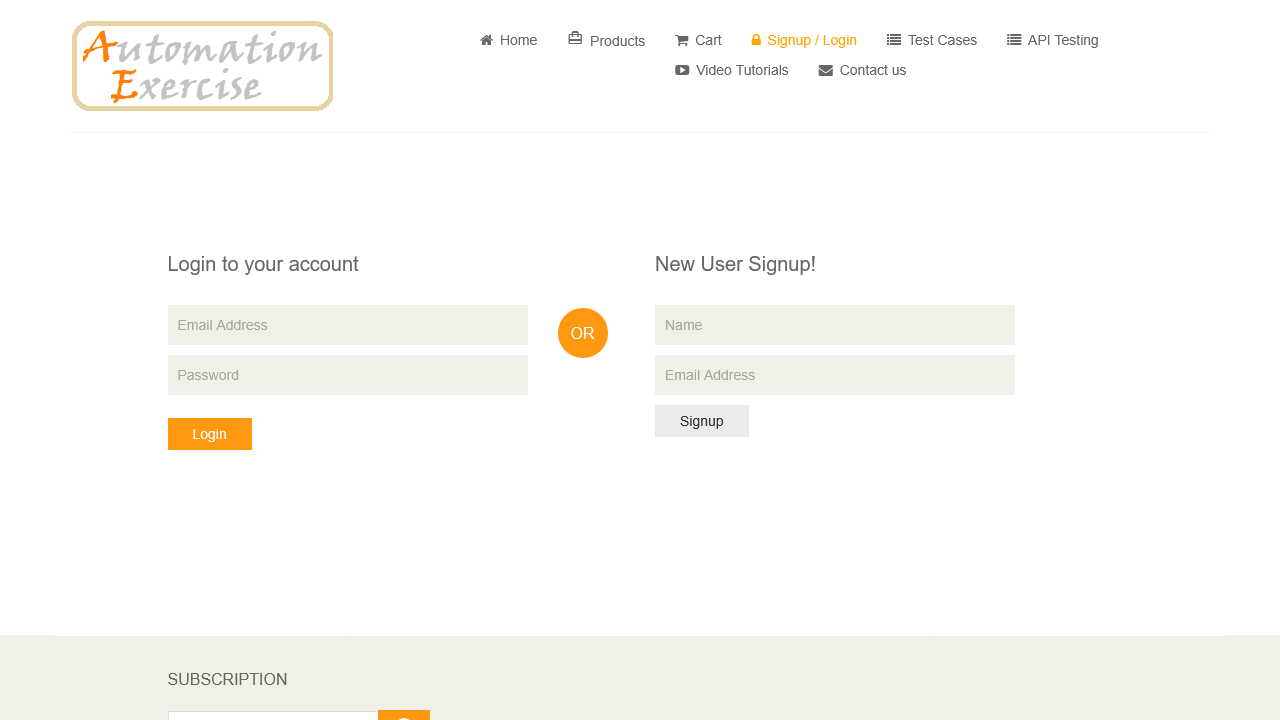 Automation
Exercise
Home
Products
Cart
Signup / Login
Test Cases
API Testing
Video Tutorials
Contact us
Login to your account
Email Address
Password
Login
OR
New User Signup!
Name
Email Address
Signup
SUBSCRIPTION